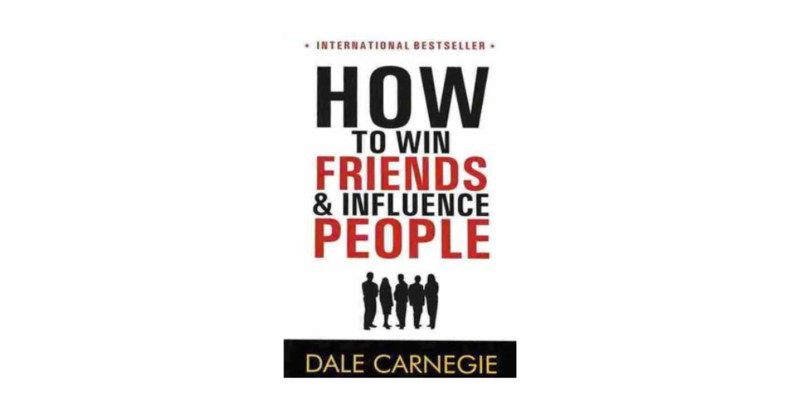 * INTERNATIONAL BESTSELLER *
HOW
TO WIN
FRIENDS
& INFLUENCE
PEOPLE
DALE CARNEGIE